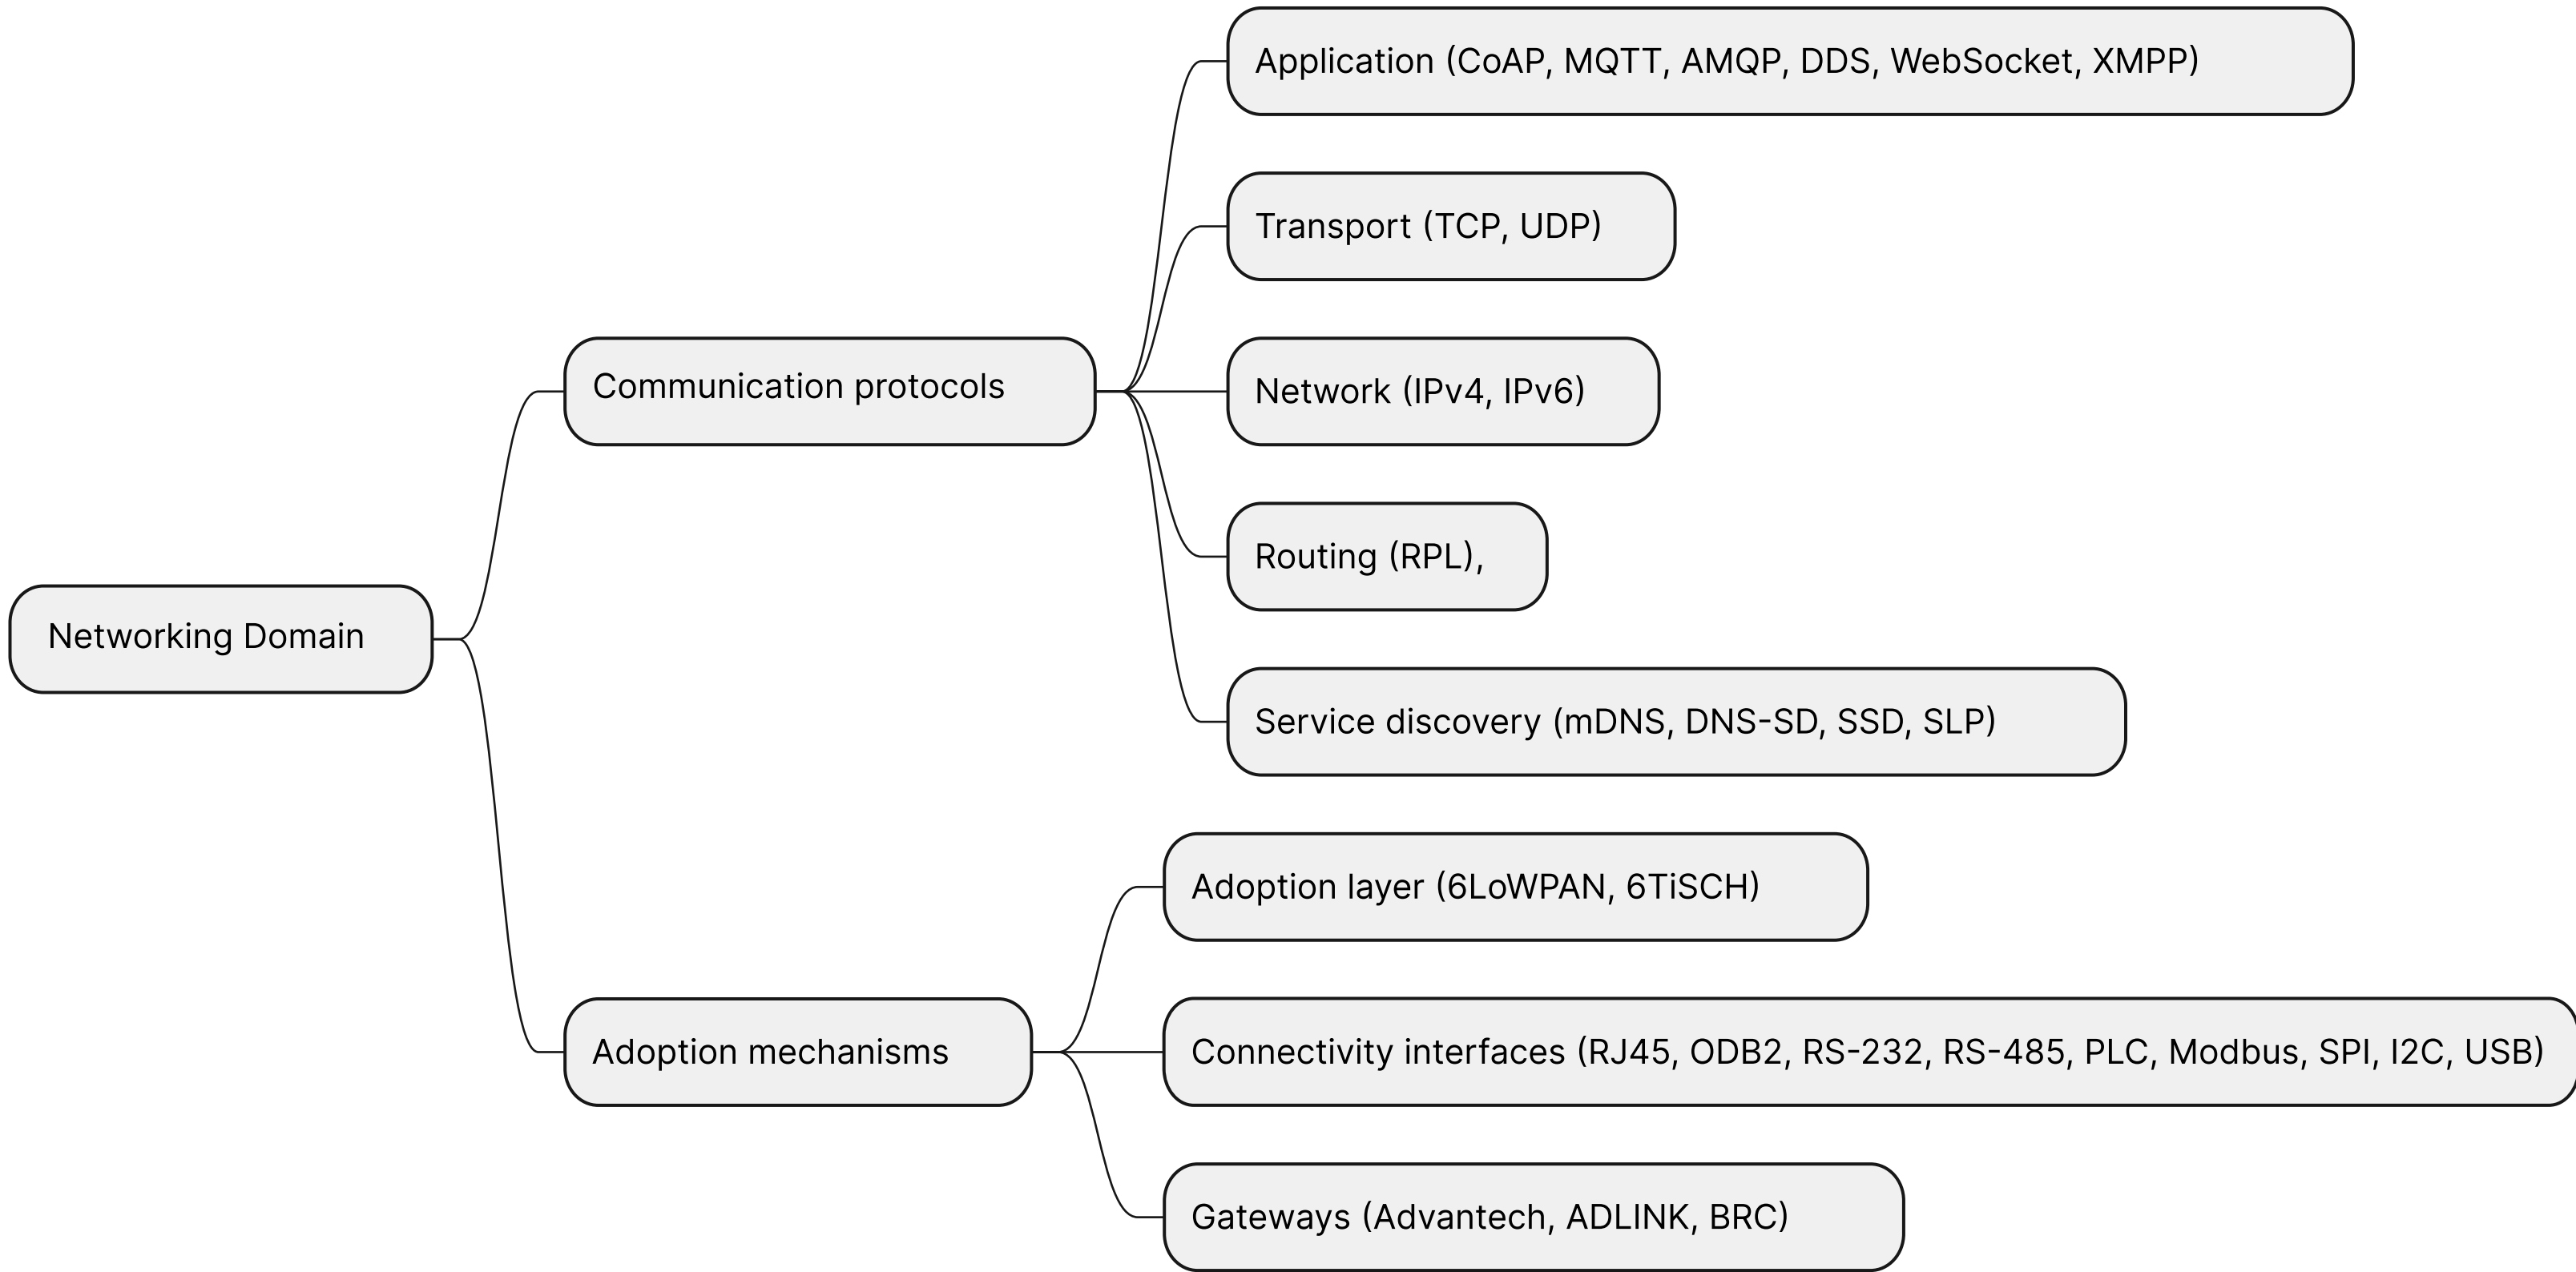 Application (CoAP, MQTT, AMQP, DDS, WebSocket, XMPP)
Transport (TCP, UDP)
Communication protocols
Network (IPv4, IPv6)
Routing (RPL),
Networking Domain
Service discovery (mDNS, DNS-SD, SSD, SLP)
Adoption layer (6LoWPAN, 6TiSCH)
Adoption mechanisms
Connectivity interfaces (RJ45, ODB2, RS-232, RS-485, PLC, Modbus, SPI, I2C, USB)
Gateways (Advantech, ADLINK, BRC)